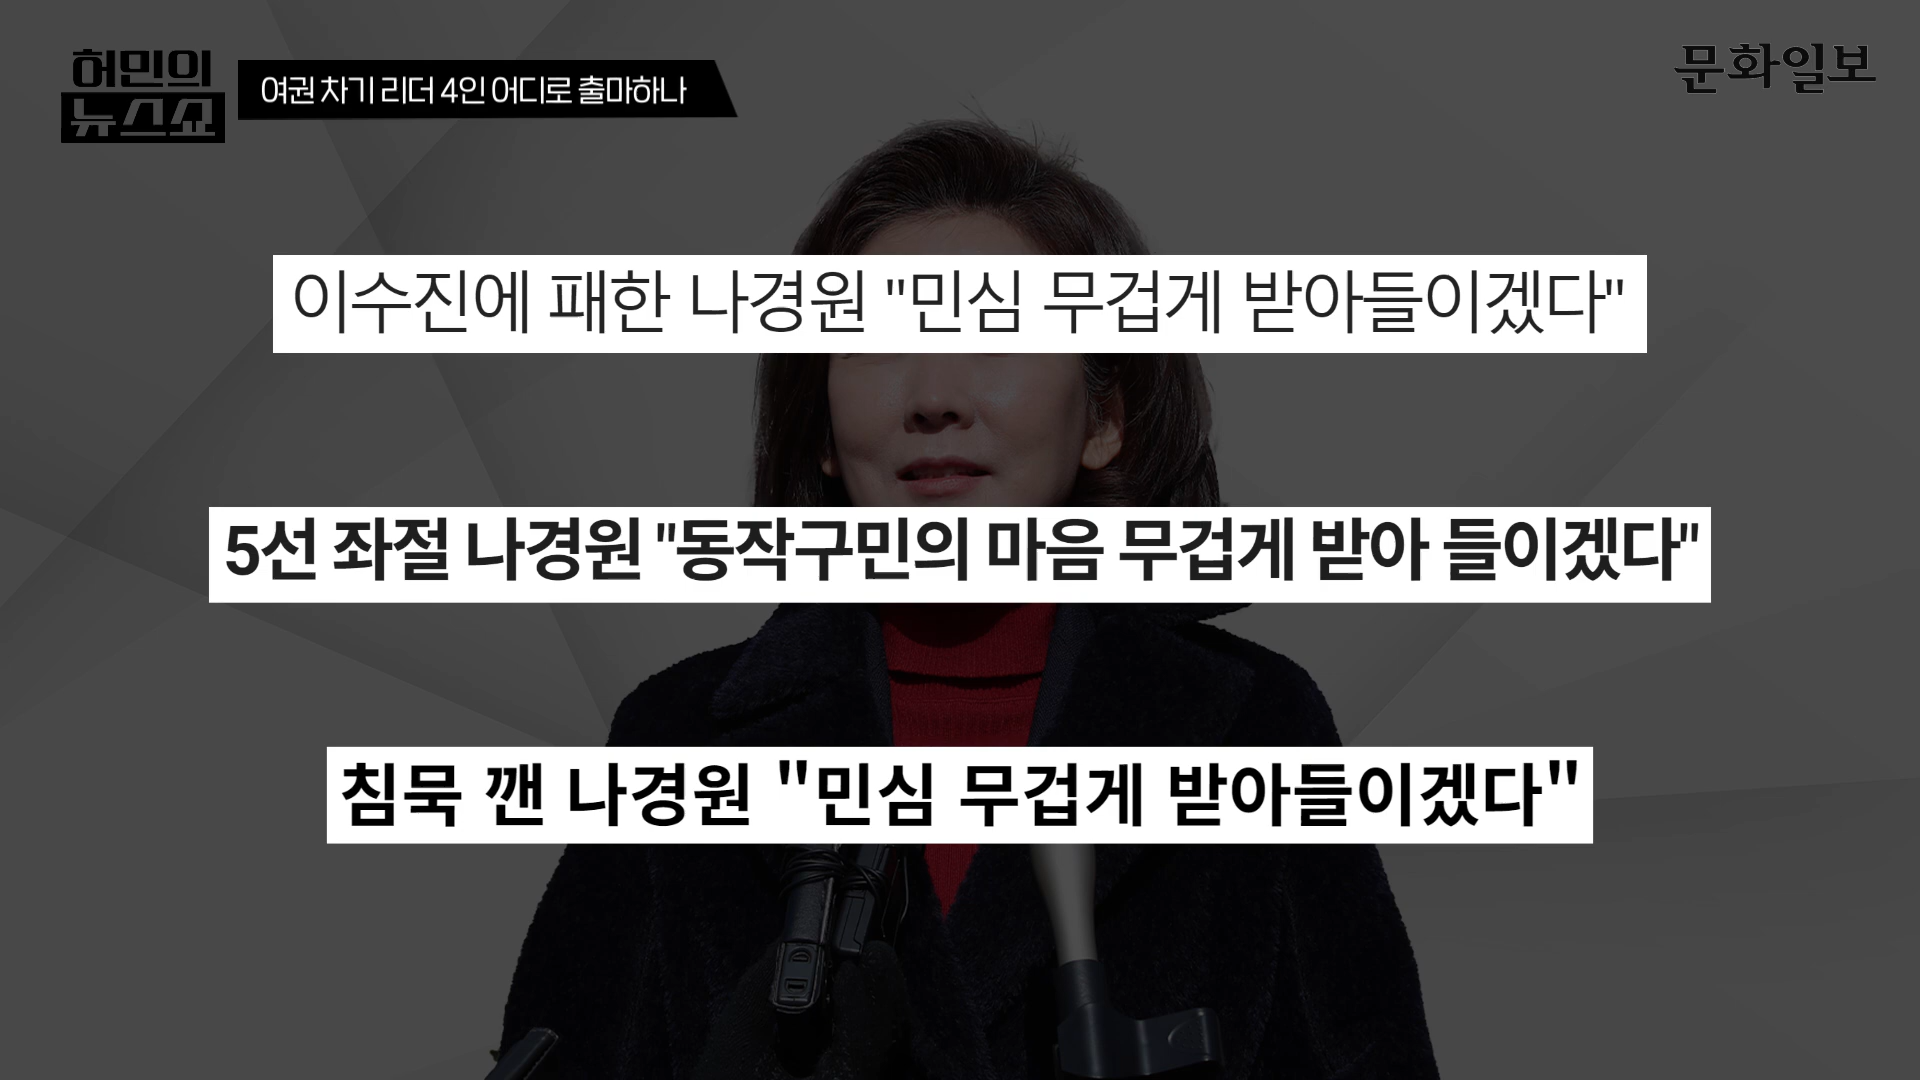 허민의
뉴스쇼
여권 차기 리더 4인 어디로 출마하나
문화일보
이수진에 패한 나경원 "민심 무겁게 받아들이겠다"
5선 좌절 나경원 "동작구민의 마음 무겁게 받아 들이겠다"
침묵 깬 나경원 "민심 무겁게 받아들이겠다"